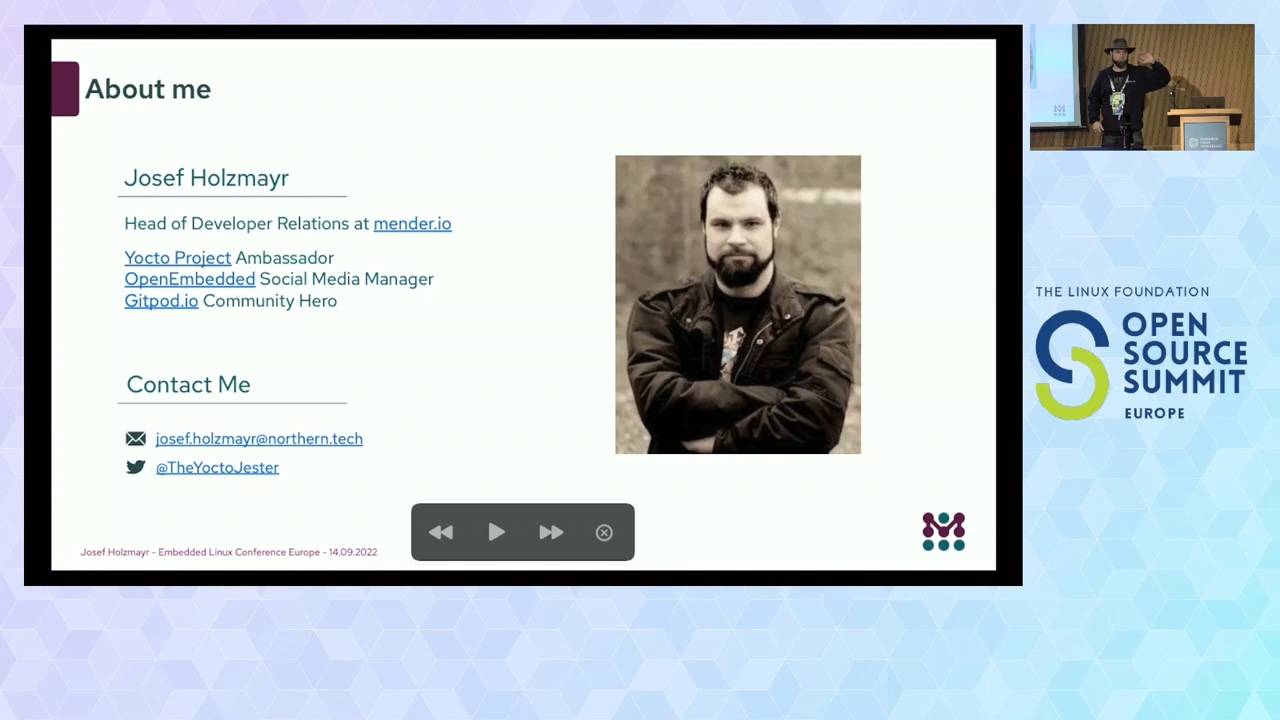 About me
Josef Holzmayr
Head of Developer Relations at mender.io
Yocto Project Ambassador
OpenEmbedded Social Media Manager
Gitpod.io Community Hero
Contact Me
josef.holzmayr@northern.tech
@TheYoctoJester
Josef Holzmayr - Embedded Linux Conference Europe - 14.09.2022
THE LINUX FOUNDATION
OPEN
SOURCE
SUMMIT
EUROPE